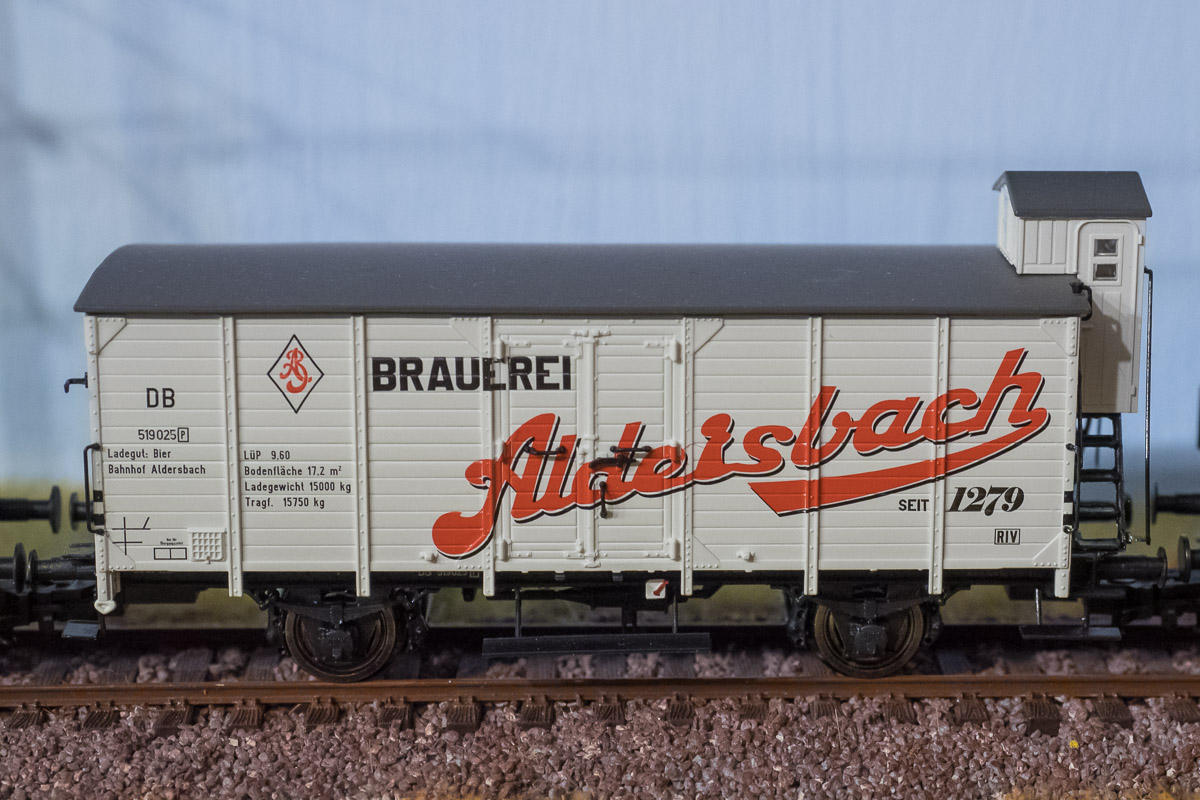 BRAUEREI
Aldersbach
SEIT 1279
RIV
DB
519025 P
Ladegut: Bier
Bahnhof Aldersbach
LüP 9,60
Bodenfläche 17,2 m²
Ladegewicht 15000 kg
Tragf. 15750 kg